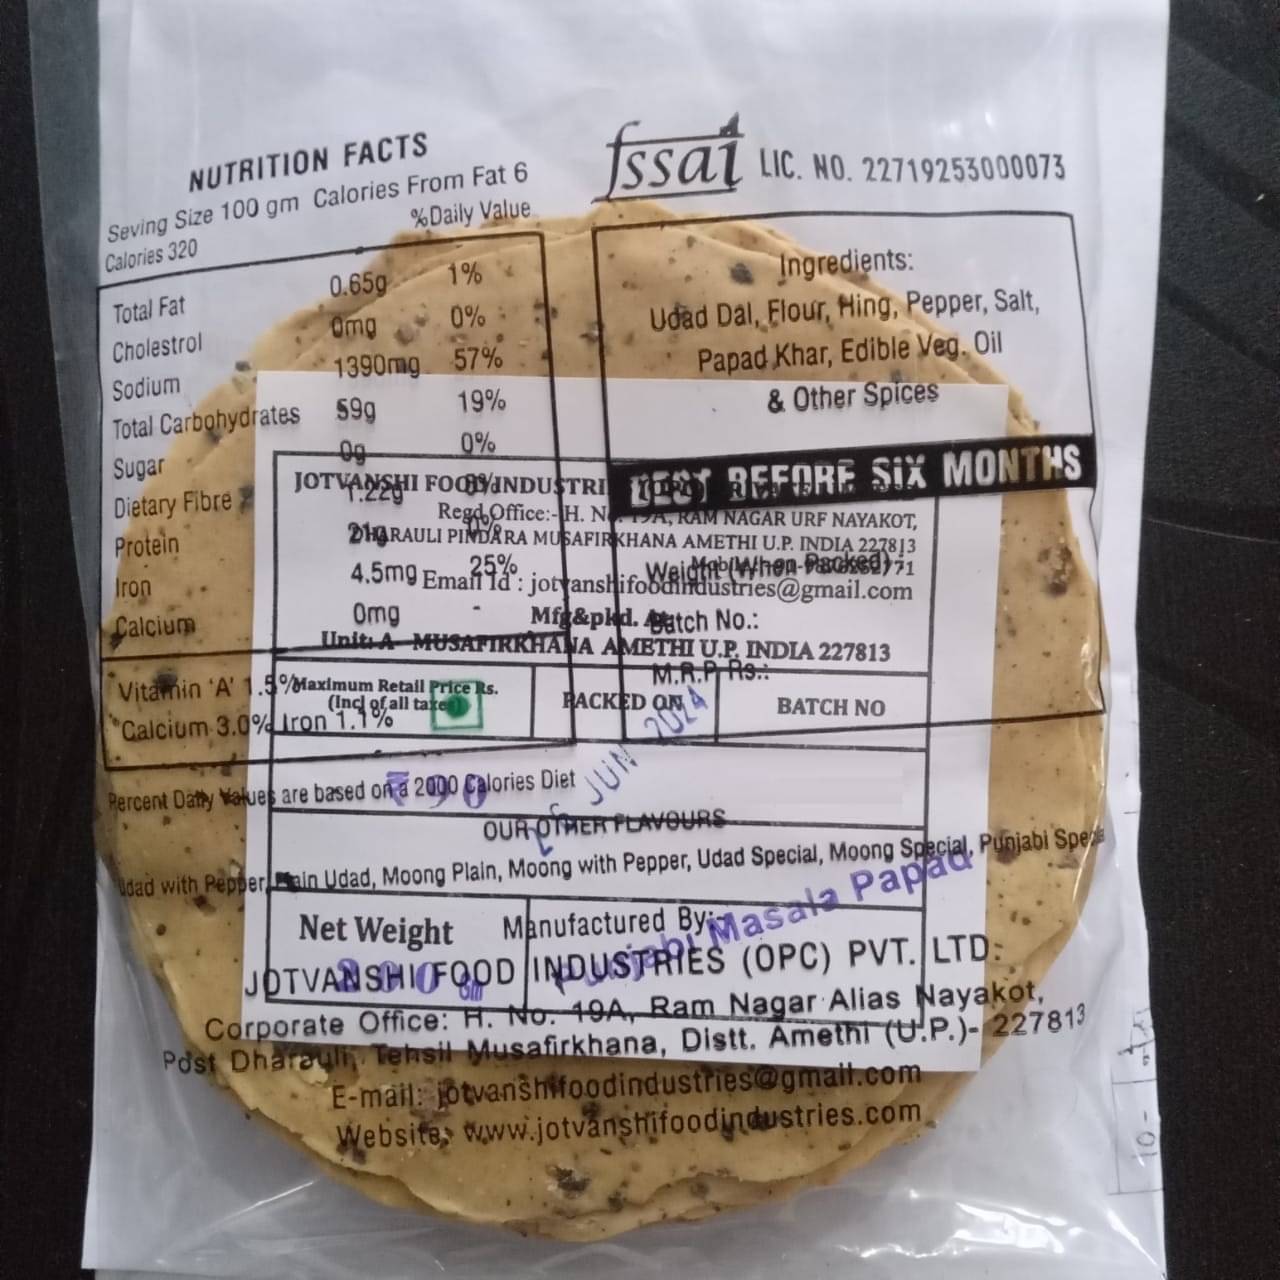 NUTRITION FACTS
Seving Size 100 gm Calories From Fat 6
Calories 320 %Daily Value
Total Fat 0.65g 1%
Cholestrol 0mg 0%
Sodium 1390mg 57%
Total Carbohydrates 59g 19%
Sugar 0g 0%
Dietary Fibre 1.22g
Protein 21g 0%
Iron 4.5mg 25%
Calcium 0mg -
Vitamin 'A' 1.5%
Calcium 3.0% Iron 1.1%
Percent Daily Values are based on a 2000 Calories Diet
fssai LIC. NO. 22719253000073
Ingredients:
Udad Dal, Flour, Hing, Pepper, Salt,
Papad Khar, Edible Veg. Oil
& Other Spices
BEST BEFORE SIX MONTHS
Weight (When Packed):
Batch No.:
M.R.P. Rs.:
JOTVANSHI FOOD INDUSTRI
Regd.Office:- H. No. 19A, RAM NAGAR URF NAYAKOT,
DHARAULI PINDARA MUSAFIRKHANA AMETHI U.P. INDIA 227813
Email Id : jotvanshifoodindustries@gmail.com
Mfg&pkd. At
Unit: A- MUSAFIRKHANA AMETHI U.P. INDIA 227813
Maximum Retail Price Rs.
(Incl of all taxes)
PACKED ON
BATCH NO
JUN 2024
OUR OTHER FLAVOURS
Udad with Pepper, Plain Udad, Moong Plain, Moong with Pepper, Udad Special, Moong Special, Punjabi Special
Net Weight
200 Gm
Punjabi Masala Papad
Manufactured By:-
JOTVANSHI FOOD INDUSTRIES (OPC) PVT. LTD:
Corporate Office: H. No. 19A, Ram Nagar Alias Nayakot,
Post Dharauli, Tehsil Musafirkhana, Distt. Amethi (U.P.)- 227813
E-mail: jotvanshifoodindustries@gmail.com
Website: www.jotvanshifoodindustries.com
10 -